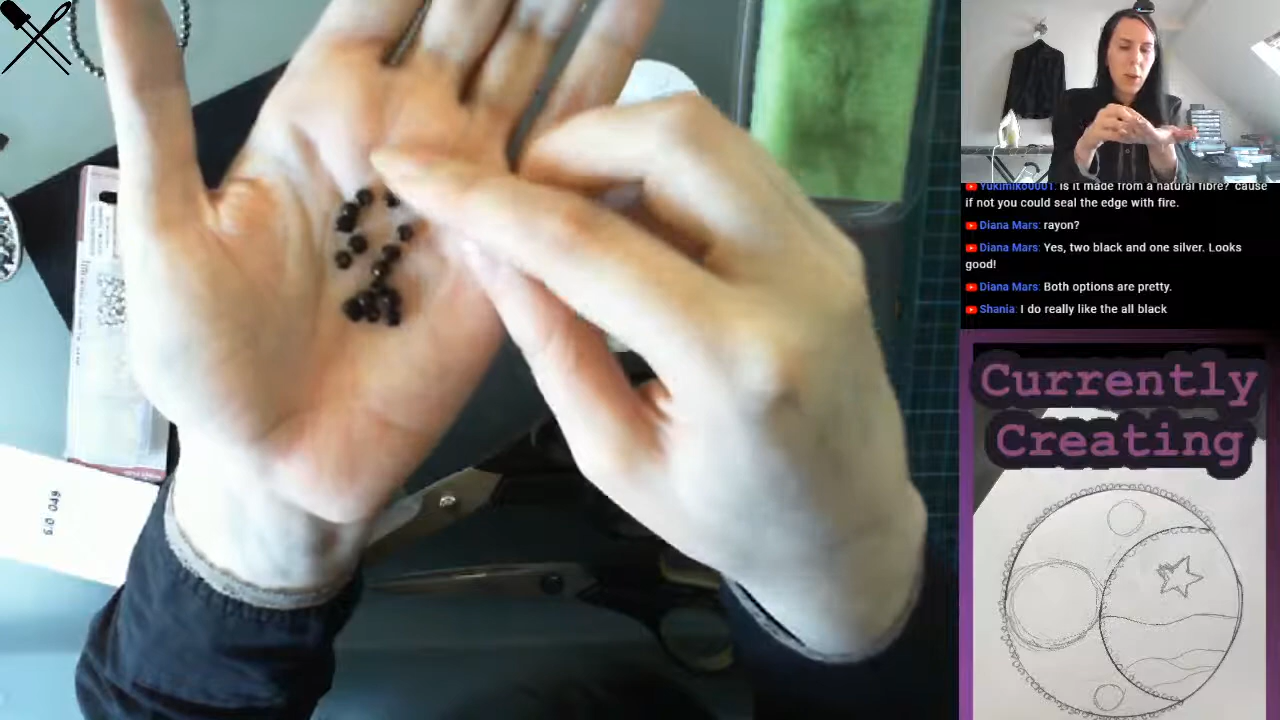 Yukimiko0001: Is it made from a natural fibre? cause
if not you could seal the edge with fire.
Diana Mars: rayon?
Diana Mars: Yes, two black and one silver. Looks
good!
Diana Mars: Both options are pretty.
Shania: I do really like the all black
Currently
Creating